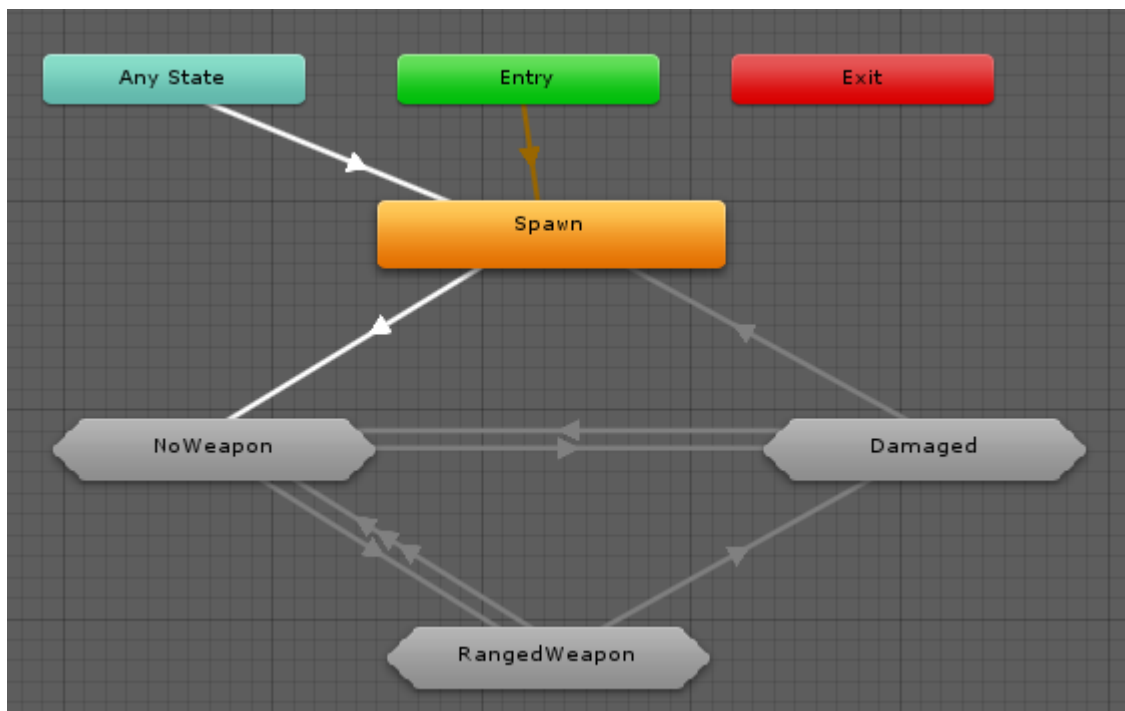 Any State
Entry
Exit
Spawn
NoWeapon
Damaged
RangedWeapon